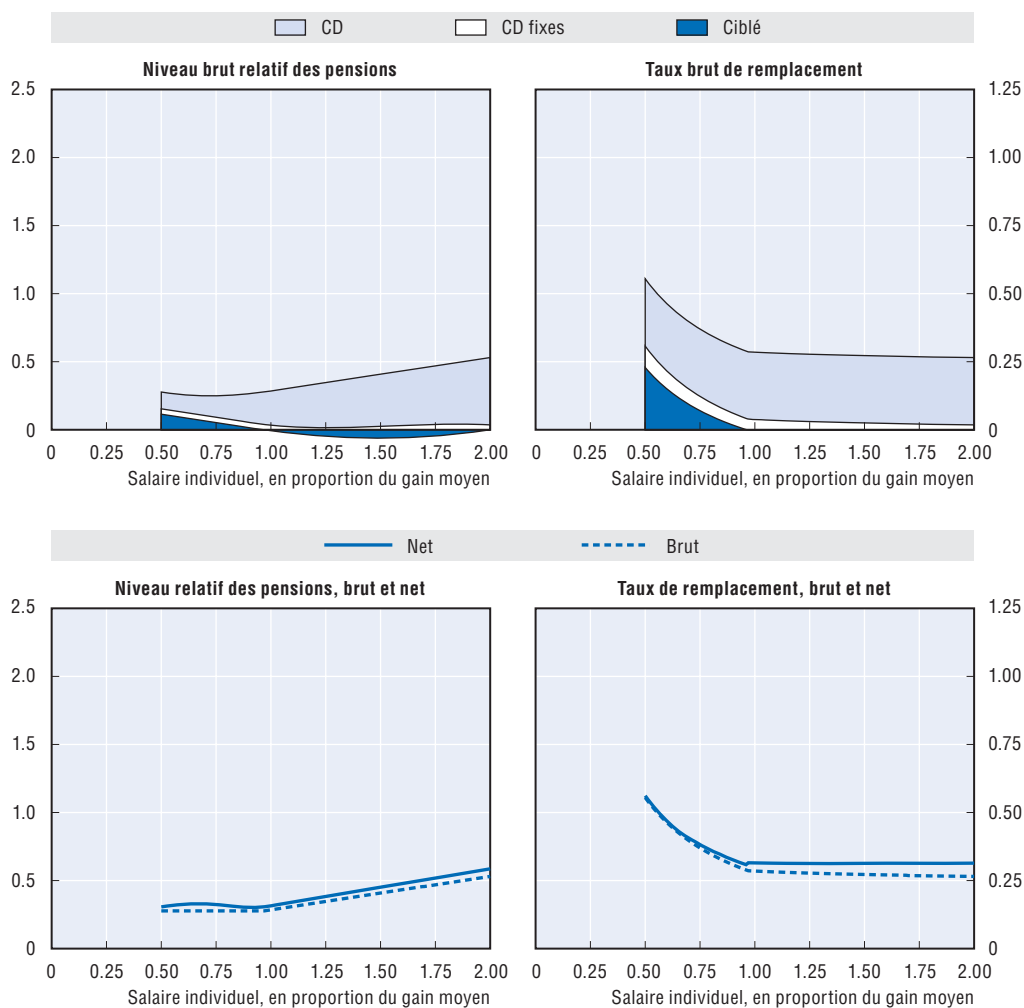 CD CD fixes Ciblé
Niveau brut relatif des pensions Taux brut de remplacement
2.5 1.25
2.0 1.00
1.5 0.75
1.0 0.50
0.5 0.25
0 0
0 0.25 0.50 0.75 1.00 1.25 1.50 1.75 2.00 0 0.25 0.50 0.75 1.00 1.25 1.50 1.75 2.00
Salaire individuel, en proportion du gain moyen Salaire individuel, en proportion du gain moyen
Net Brut
Niveau relatif des pensions, brut et net Taux de remplacement, brut et net
2.5 1.25
2.0 1.00
1.5 0.75
1.0 0.50
0.5 0.25
0 0
0 0.25 0.50 0.75 1.00 1.25 1.50 1.75 2.00 0 0.25 0.50 0.75 1.00 1.25 1.50 1.75 2.00
Salaire individuel, en proportion du gain moyen Salaire individuel, en proportion du gain moyen